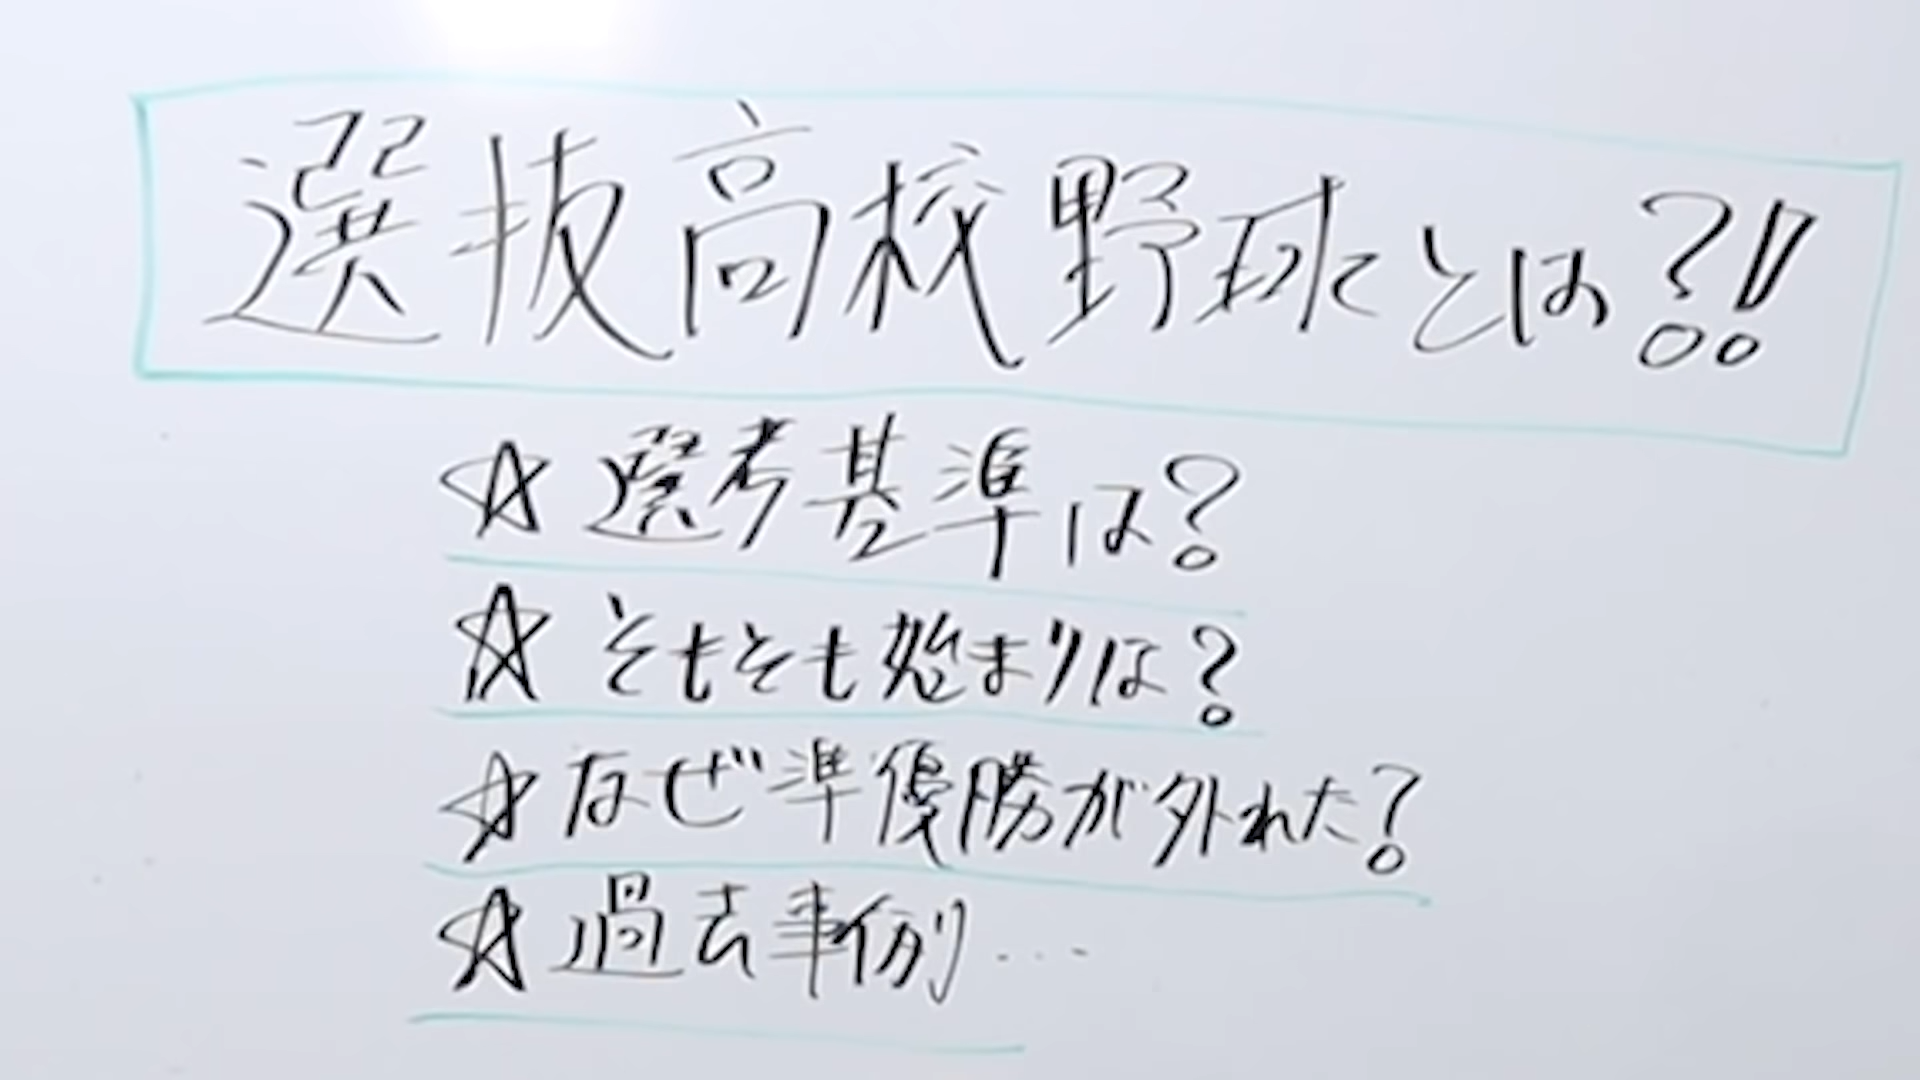 選抜高校野球とは?!
☆選考基準は?
☆そもそも始まりは?
☆なぜ準優勝が外れた?
☆過去事例...